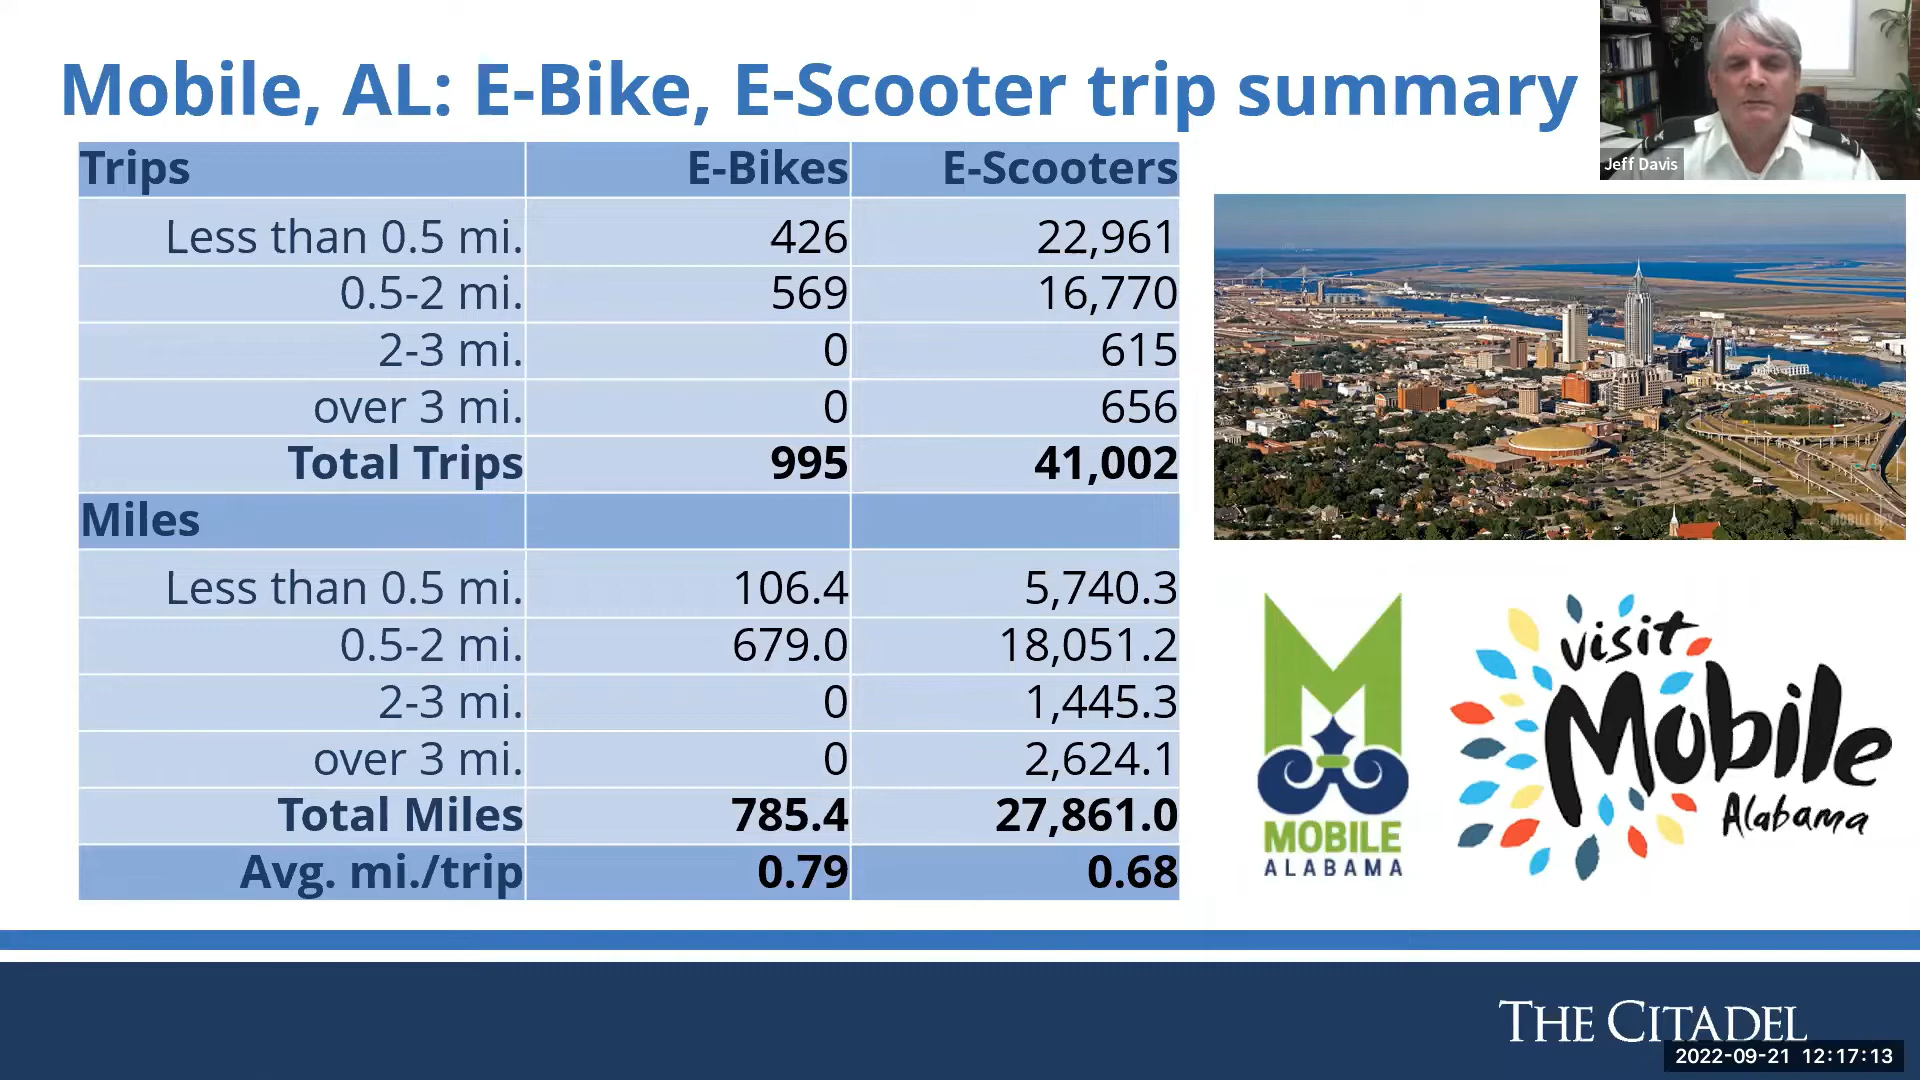 Mobile, AL: E-Bike, E-Scooter trip summary
Jeff Davis
Trips E-Bikes E-Scooters
Less than 0.5 mi. 426 22,961
0.5-2 mi. 569 16,770
2-3 mi. 0 615
over 3 mi. 0 656
Total Trips 995 41,002
Miles
Less than 0.5 mi. 106.4 5,740.3
0.5-2 mi. 679.0 18,051.2
2-3 mi. 0 1,445.3
over 3 mi. 0 2,624.1
Total Miles 785.4 27,861.0
Avg. mi./trip 0.79 0.68
MOBILE
ALABAMA
visit
Mobile
Alabama
THE CITADEL
2022-09-21 12:17:13